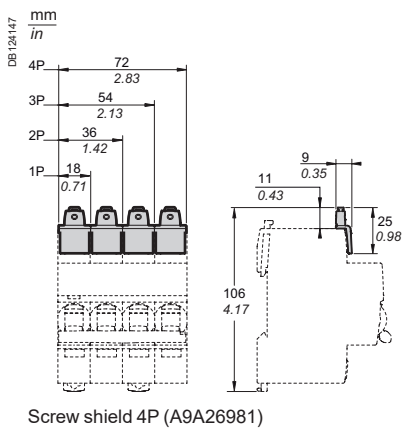 DB124147
mm
in
4P 72
2.83
3P 54
2.13
2P 36
1.42
1P 18
0.71
9
0.35
11
0.43
25
0.98
106
4.17
Screw shield 4P (A9A26981)